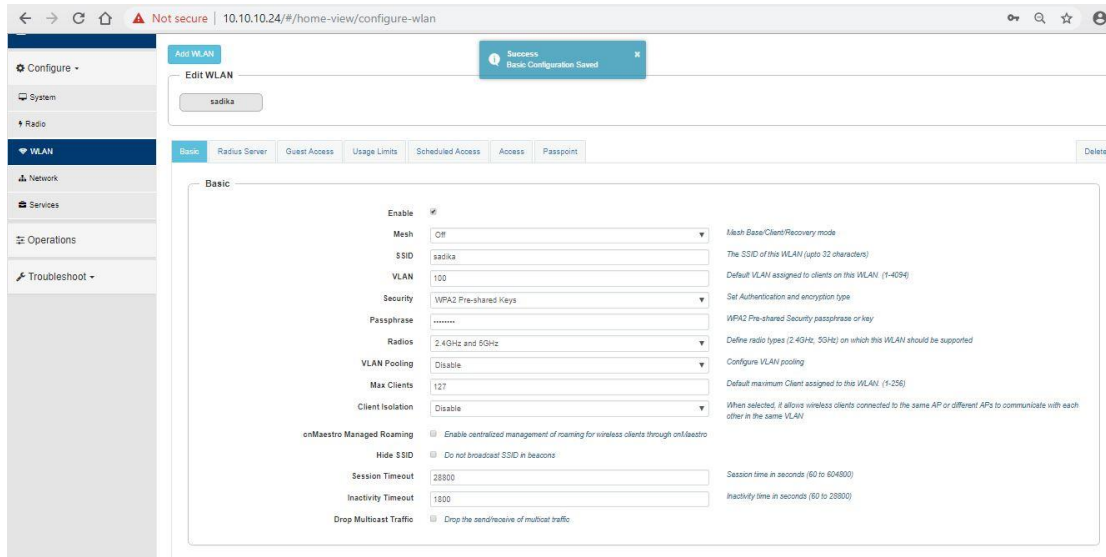 Not secure | 10.10.10.24/#/home-view/configure-wlan
Add WLAN
Success
Basic Configuration Saved
x
Configure
Edit WLAN
System
sadika
Radio
WLAN
Basic Radius Server Guest Access Usage Limits Scheduled Access Access Passpoint Delete
Network
Basic
Services
Enable
Operations
Mesh Off Mesh Base/Client/Recovery mode
SSID sadika The SSID of this WLAN (upto 32 characters)
Troubleshoot
VLAN 100 Default VLAN assigned to clients on this WLAN. (1-4094)
Security WPA2 Pre-shared Keys Set Authentication and encryption type
Passphrase ........ WPA2 Pre-shared Security passphrase or key
Radios 2.4GHz and 5GHz Define radio types (2.4GHz, 5GHz) on which this WLAN should be supported
VLAN Pooling Disable Configure VLAN pooling
Max Clients 127 Default maximum Client assigned to this WLAN. (1-256)
Client Isolation Disable When selected, it allows wireless clients connected to the same AP or different APs to communicate with each
other in the same VLAN
cnMaestro Managed Roaming Enable centralized management of roaming for wireless clients through cnMaestro
Hide SSID Do not broadcast SSID in beacons
Session Timeout 28800 Session time in seconds (60 to 604800)
Inactivity Timeout 1800 Inactivity time in seconds (60 to 28800)
Drop Multicast Traffic Drop the send/receive of multicat traffic